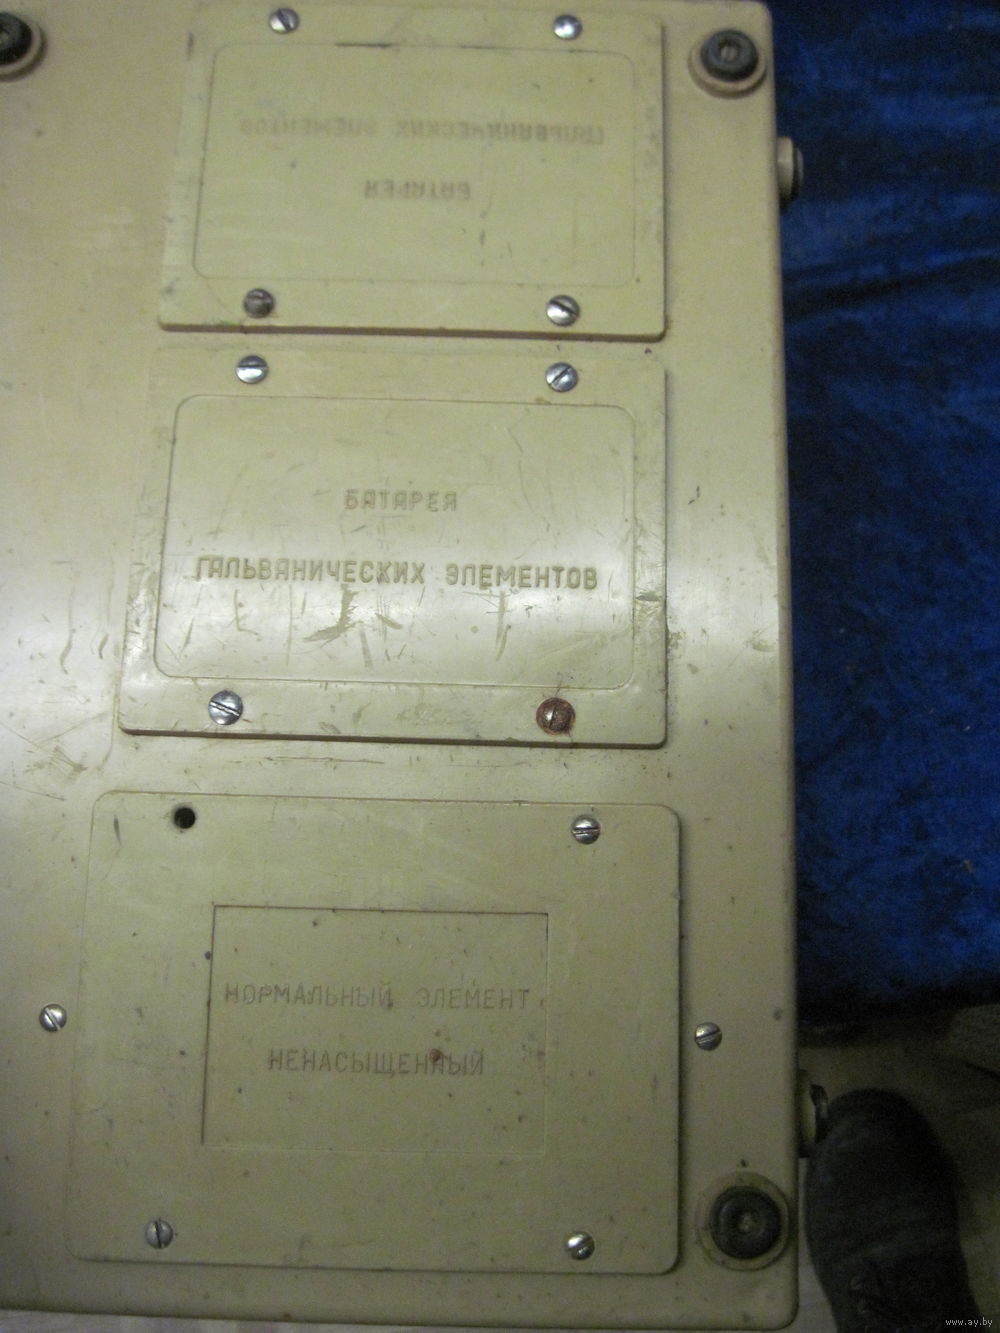 БАТАРЕЯ
ГАЛЬВАНИЧЕСКИХ ЭЛЕМЕНТОВ
БАТАРЕЯ
ГАЛЬВАНИЧЕСКИХ ЭЛЕМЕНТОВ
НОРМАЛЬНЫЙ ЭЛЕМЕНТ
НЕНАСЫЩЕННЫЙ
www.ay.by